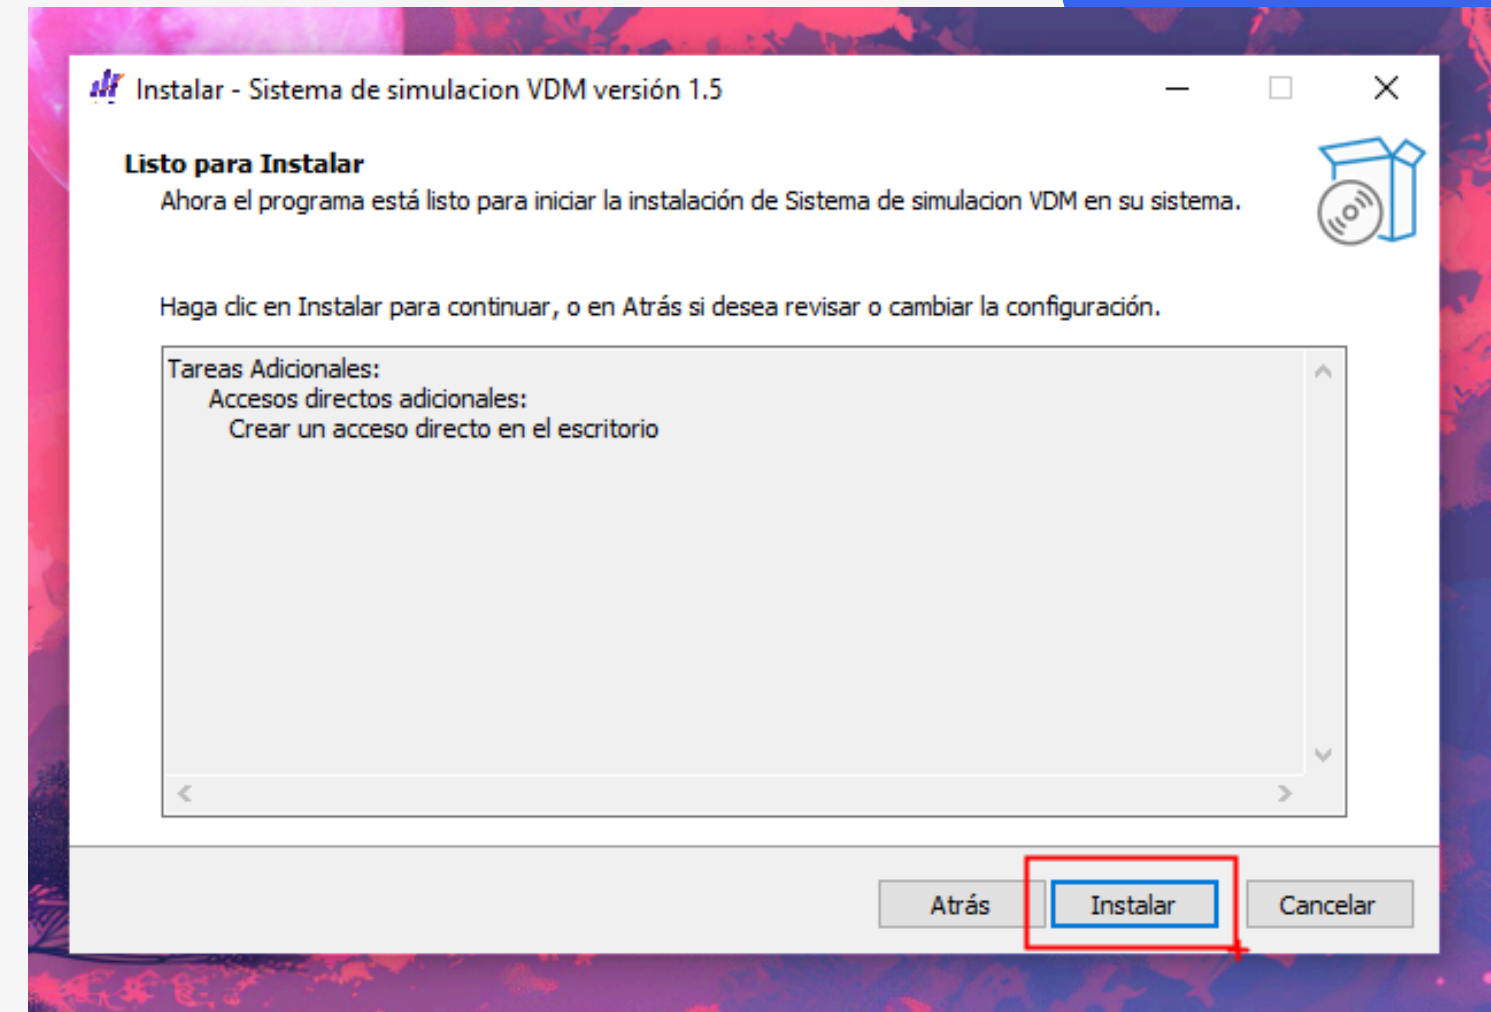 Instalar - Sistema de simulacion VDM versión 1.5
Listo para Instalar
Ahora el programa está listo para iniciar la instalación de Sistema de simulacion VDM en su sistema.
Haga clic en Instalar para continuar, o en Atrás si desea revisar o cambiar la configuración.
Tareas Adicionales:
Accesos directos adicionales:
Crear un acceso directo en el escritorio
Atrás
Instalar
Cancelar